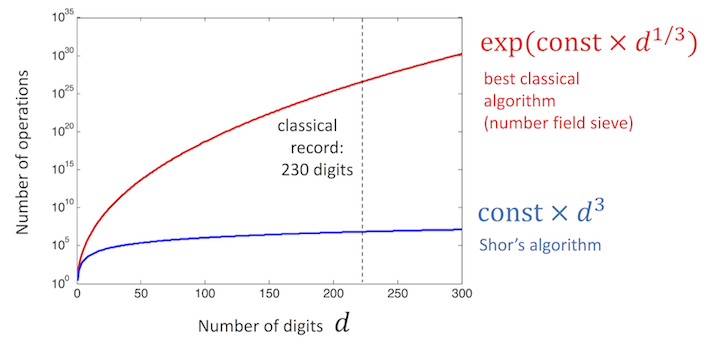 10^35
10^30
10^25
10^20
10^15
10^10
10^5
10^0
Number of operations
classical
record:
230 digits
0
50
100
150
200
250
300
Number of digits d
exp(const × d^{1/3})
best classical
algorithm
(number field sieve)
const × d^3
Shor's algorithm